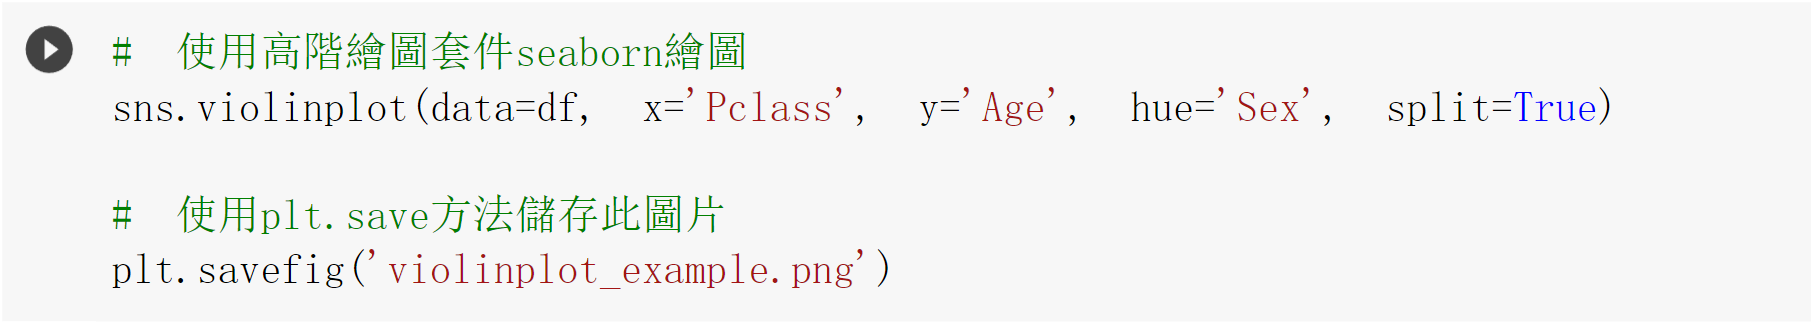 #  使用高階繪圖套件seaborn繪圖
sns.violinplot(data=df,  x='Pclass',  y='Age',  hue='Sex',  split=True)
#  使用plt.save方法儲存此圖片
plt.savefig('violinplot_example.png')